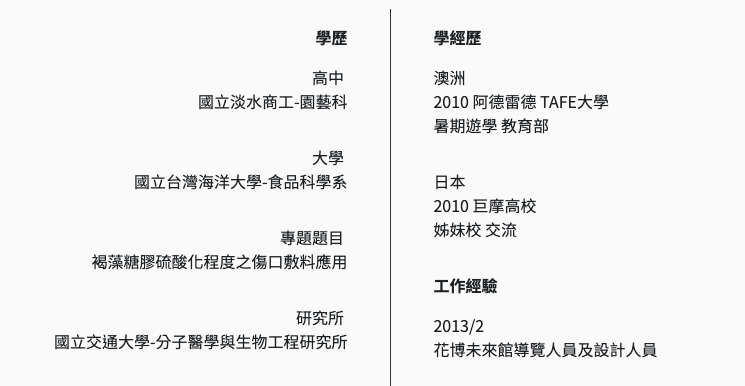 學歷
高中
國立淡水商工-園藝科
大學
國立台灣海洋大學-食品科學系
專題題目
褐藻糖膠硫酸化程度之傷口敷料應用
研究所
國立交通大學-分子醫學與生物工程研究所
學經歷
澳洲
2010 阿德雷德 TAFE大學
暑期遊學 教育部
日本
2010 巨摩高校
姊妹校 交流
工作經驗
2013/2
花博未來館導覽人員及設計人員